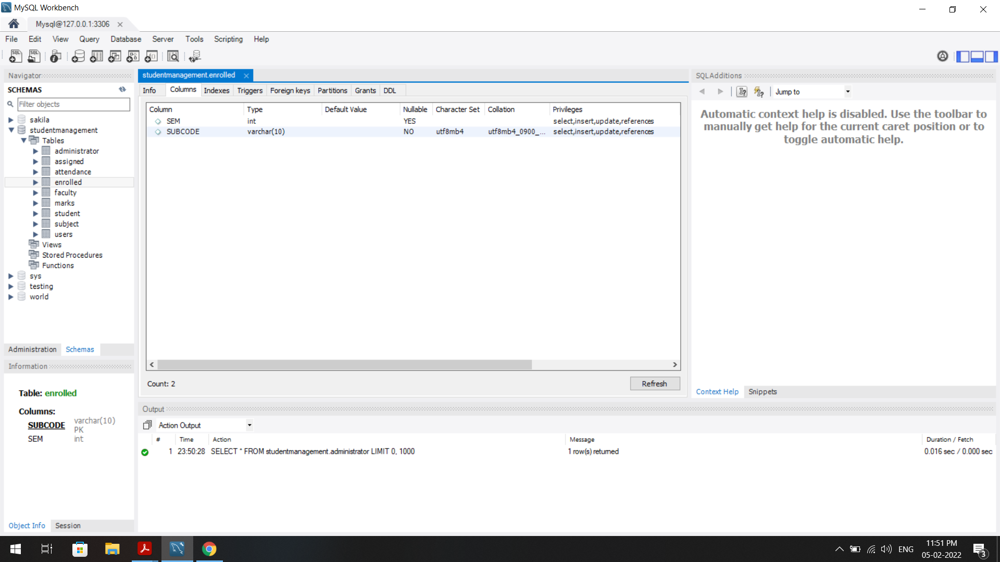 MySQL Workbench
Mysql@127.0.0.1:3306
File Edit View Query Database Server Tools Scripting Help
Navigator
SCHEMAS
Filter objects
sakila
studentmanagement
Tables
administrator
assigned
attendance
enrolled
faculty
marks
student
subject
users
Views
Stored Procedures
Functions
sys
testing
world
Administration Schemas
Information
Table: enrolled
Columns:
SUBCODE varchar(10)
PK
SEM int
Object Info Session
studentmanagement.enrolled
Info Columns Indexes Triggers Foreign keys Partitions Grants DDL
Column Type Default Value Nullable Character Set Collation Privileges
SEM int YES select,insert,update,references
SUBCODE varchar(10) NO utf8mb4 utf8mb4_0900_... select,insert,update,references
Count: 2 Refresh
SQLAdditions
Jump to
Automatic context help is disabled. Use the toolbar to
manually get help for the current caret position or to
toggle automatic help.
Context Help Snippets
Output
Action Output
# Time Action Message Duration / Fetch
1 23:50:28 SELECT * FROM studentmanagement.administrator LIMIT 0, 1000 1 row(s) returned 0.016 sec / 0.000 sec
ENG
11:51 PM
05-02-2022
3